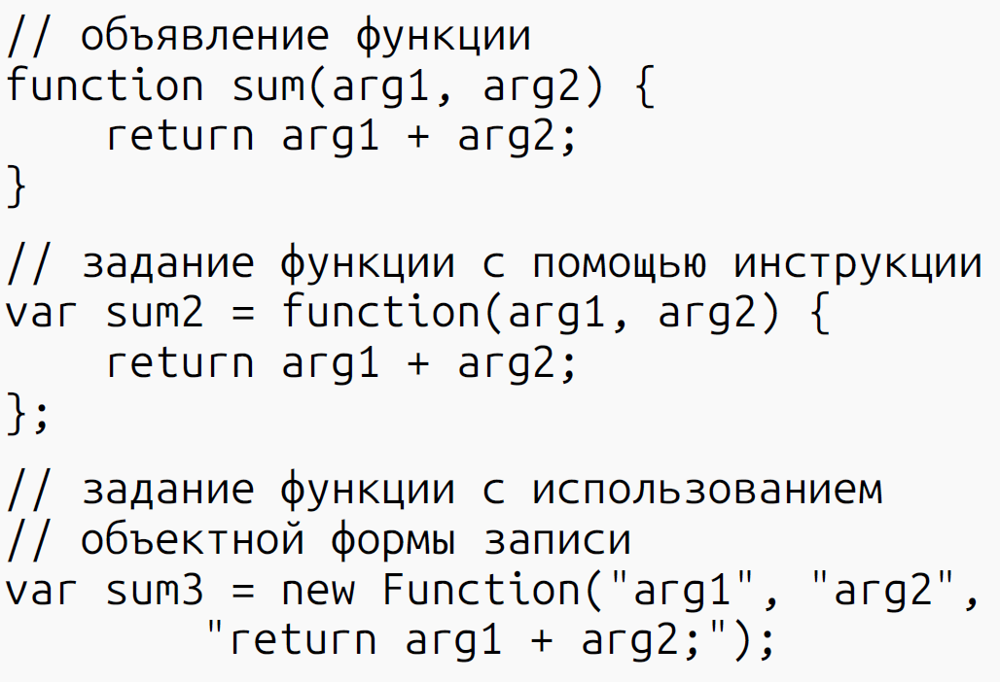 // объявление функции
function sum(arg1, arg2) {
    return arg1 + arg2;
}
// задание функции с помощью инструкции
var sum2 = function(arg1, arg2) {
    return arg1 + arg2;
};
// задание функции с использованием
// объектной формы записи
var sum3 = new Function("arg1", "arg2",
        "return arg1 + arg2;");